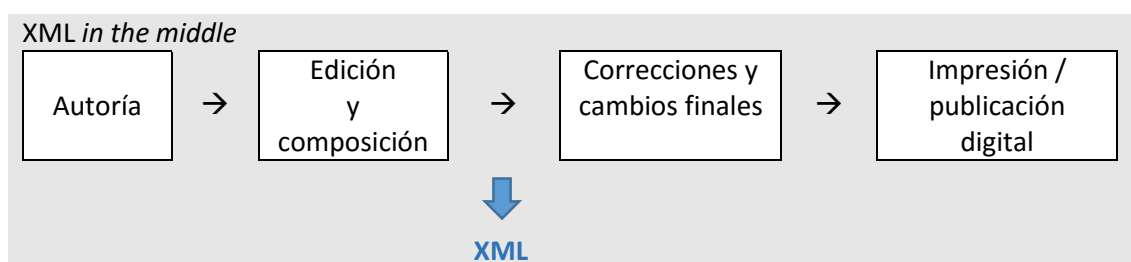 XML in the middle
Autoría
→
Edición
y
composición
→
Correcciones y
cambios finales
→
Impresión /
publicación
digital
XML